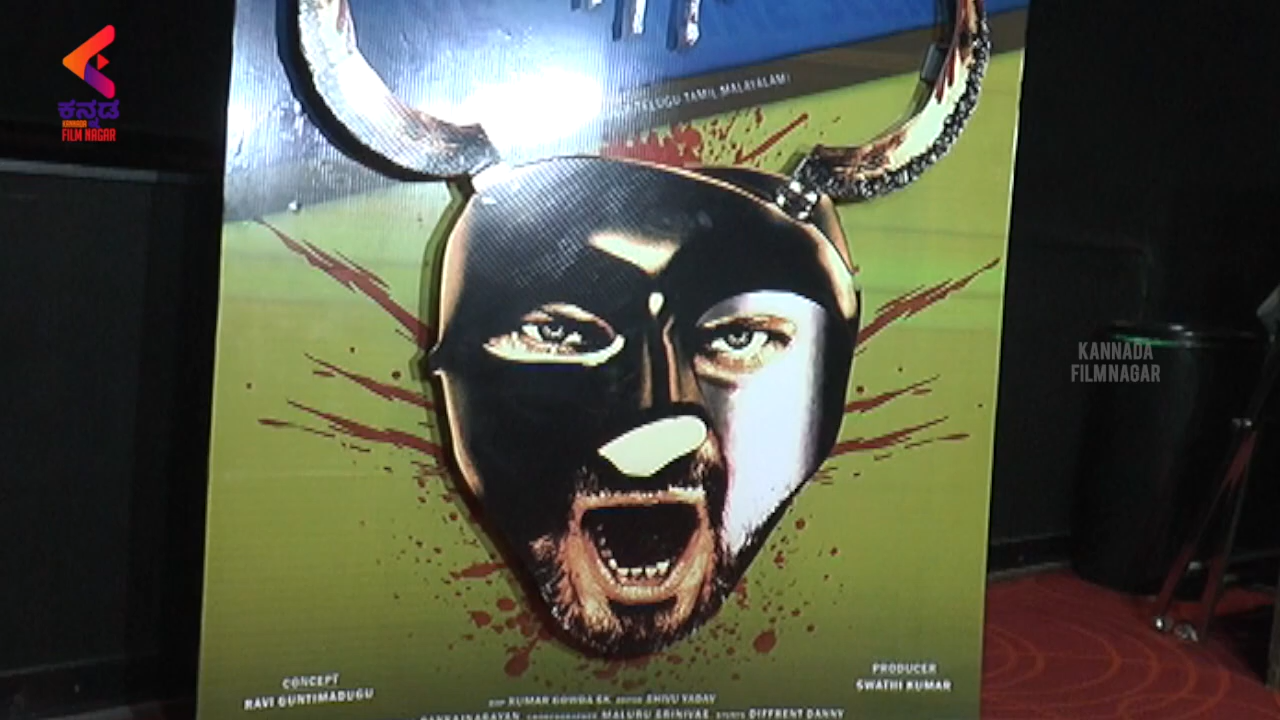 ಕನ್ನಡ
KANNADA
FILM NAGAR
TELUGU TAMIL MALAYALAM)
KANNADA
FILMNAGAR
CONCEPT
RAVI GUNTIMADUGU
PRODUCER
SWATHI KUMAR
DOP KUMAR GOWDA SK. EDITOR SHIVU YADAV
MALURU SRINIVAS. STUNTS DIFFRENT DANNY